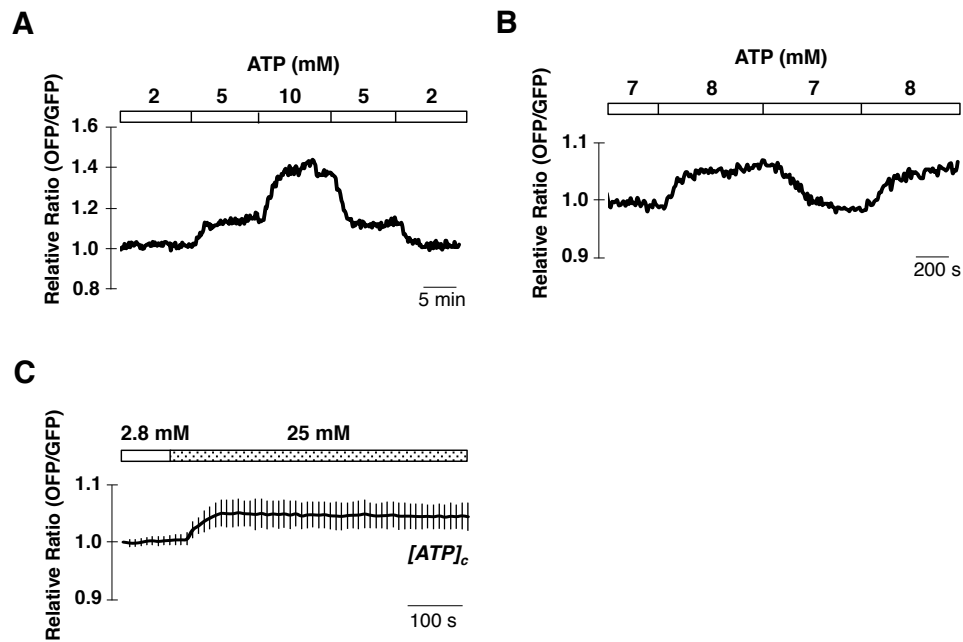 A
ATP (mM)
2 5 10 5 2
Relative Ratio (OFP/GFP)
1.6
1.4
1.2
1.0
0.8
5 min
B
ATP (mM)
7 8 7 8
Relative Ratio (OFP/GFP)
1.1
1.0
0.9
200 s
C
2.8 mM 25 mM
Relative Ratio (OFP/GFP)
1.1
1.0
0.9
[ATP]c
100 s